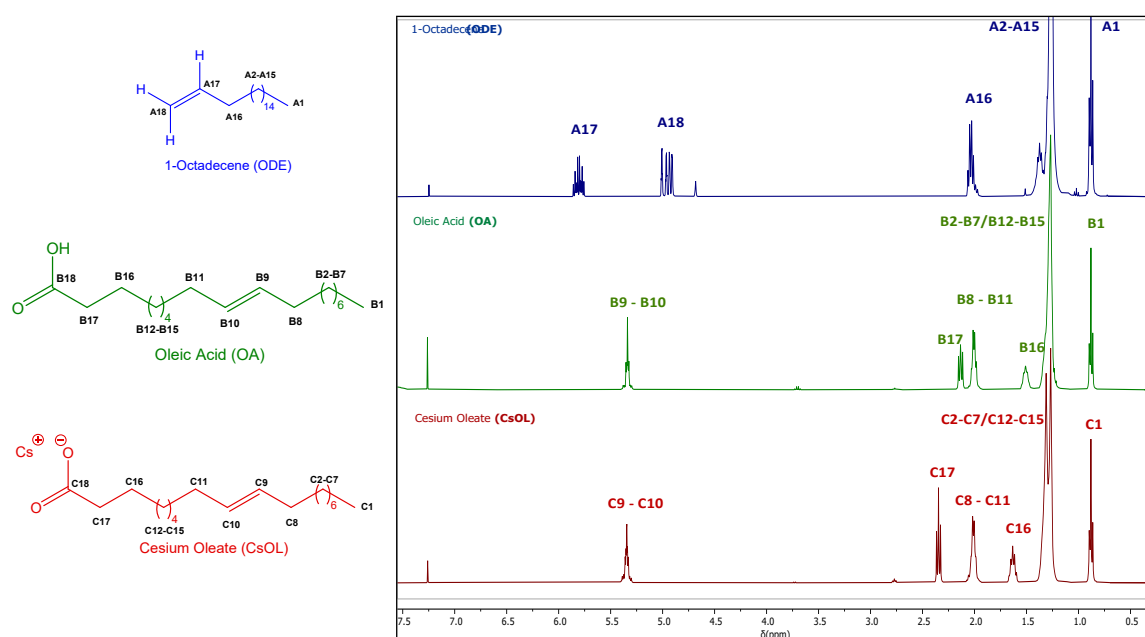 H
H
A17
A2-A15
14
A1
A18
A16
H
1-Octadecene (ODE)
OH
B18
B16
B11
B9
B2-B7
O
4
6
B1
B17
B12-B15
B10
B8
Oleic Acid (OA)
Cs + O −
C18
C16
C11
C9
C2-C7
O
4
6
C1
C17
C12-C15
C10
C8
Cesium Oleate (CsOL)
1-Octadecene (ODE)
A2-A15
A1
A17
A18
A16
Oleic Acid (OA)
B2-B7/B12-B15
B1
B9 - B10
B8 - B11
B17
B16
Cesium Oleate (CsOL)
C2-C7/C12-C15
C1
C17
C9 - C10
C8 - C11
C16
7.5 7.0 6.5 6.0 5.5 5.0 4.5 4.0 3.5 3.0 2.5 2.0 1.5 1.0 0.5
δ(ppm)